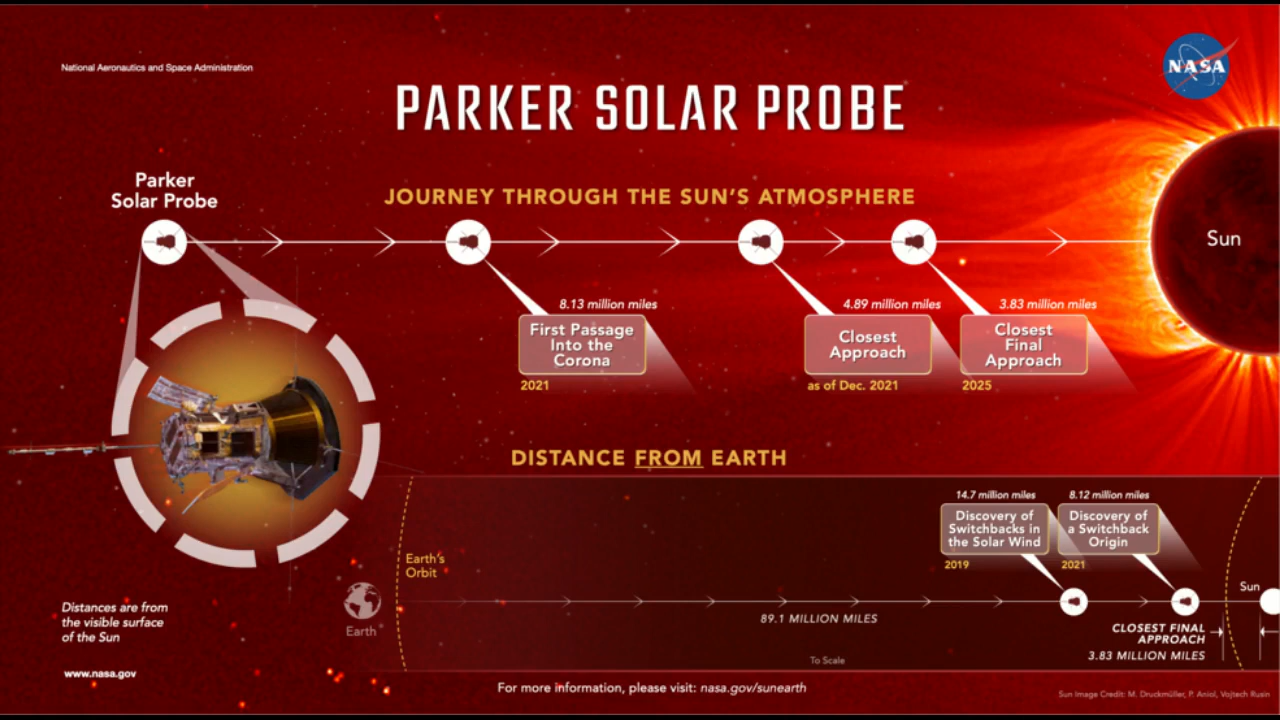 National Aeronautics and Space Administration
NASA
PARKER SOLAR PROBE
Parker
Solar Probe
JOURNEY THROUGH THE SUN'S ATMOSPHERE
Sun
8.13 million miles
First Passage
Into the
Corona
2021
4.89 million miles
Closest
Approach
as of Dec. 2021
3.83 million miles
Closest
Final
Approach
2025
DISTANCE FROM EARTH
14.7 million miles
Discovery of
Switchbacks in
the Solar Wind
2019
8.12 million miles
Discovery of
a Switchback
Origin
2021
Earth's
Orbit
Earth
Sun
89.1 MILLION MILES
CLOSEST FINAL
APPROACH
3.83 MILLION MILES
To Scale
Distances are from
the visible surface
of the Sun
www.nasa.gov
For more information, please visit: nasa.gov/sunearth
Sun Image Credit: M. Druckmüller, P. Aniol, Vojtech Rusin